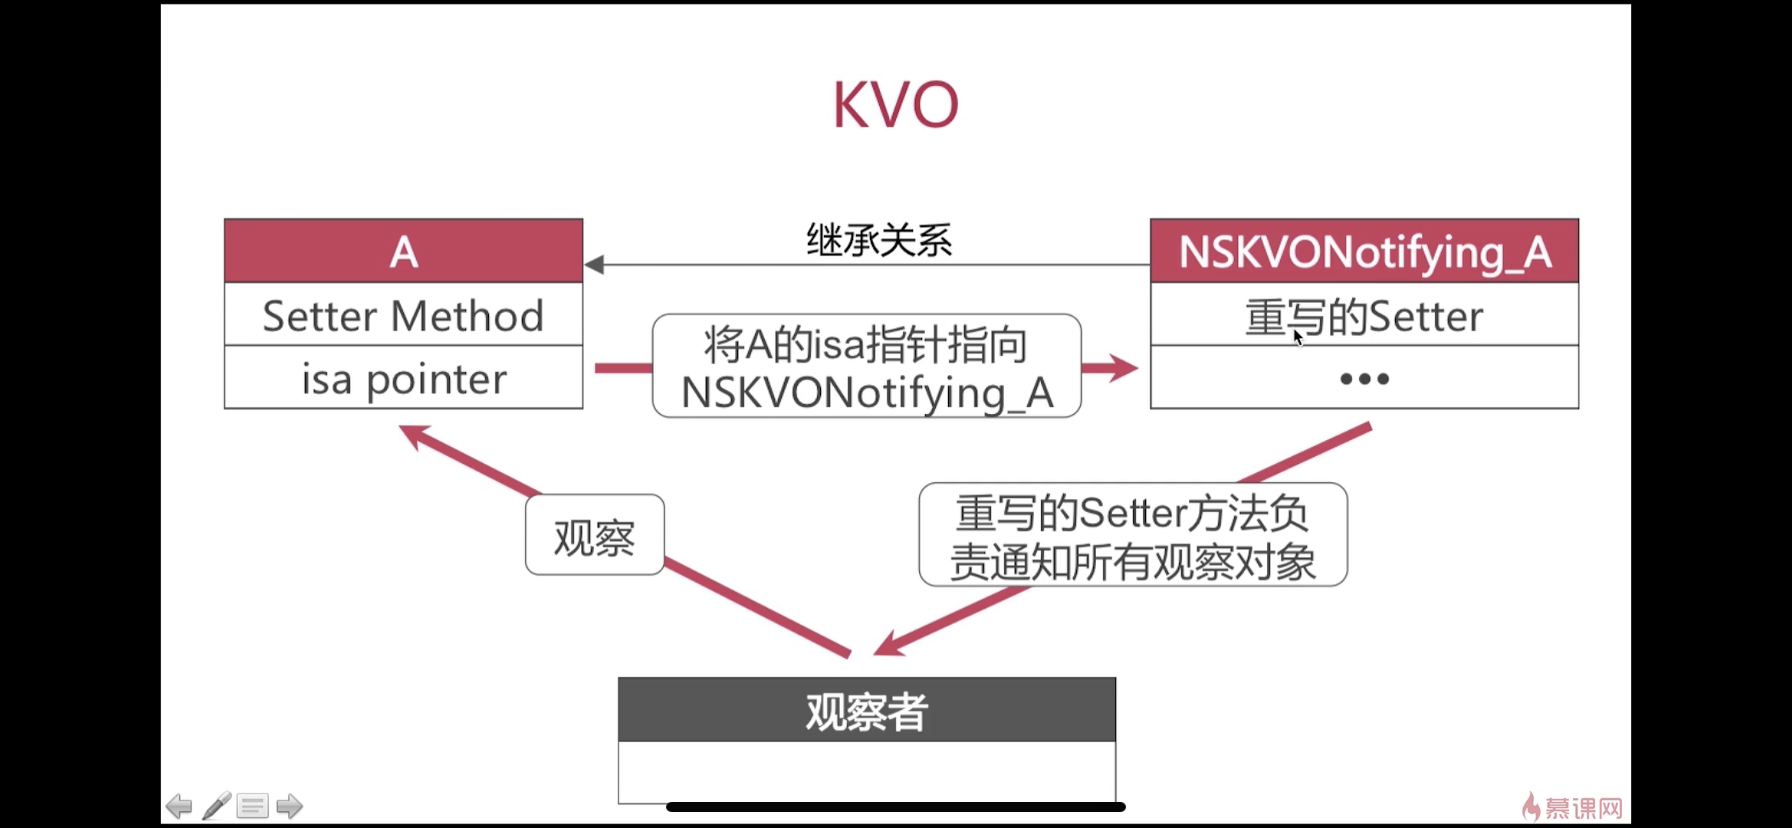 KVO
A
Setter Method
isa pointer
继承关系
将A的isa指针指向
NSKVONotifying_A
NSKVONotifying_A
重写的Setter
•••
观察
重写的Setter方法负
责通知所有观察对象
观察者
慕课网